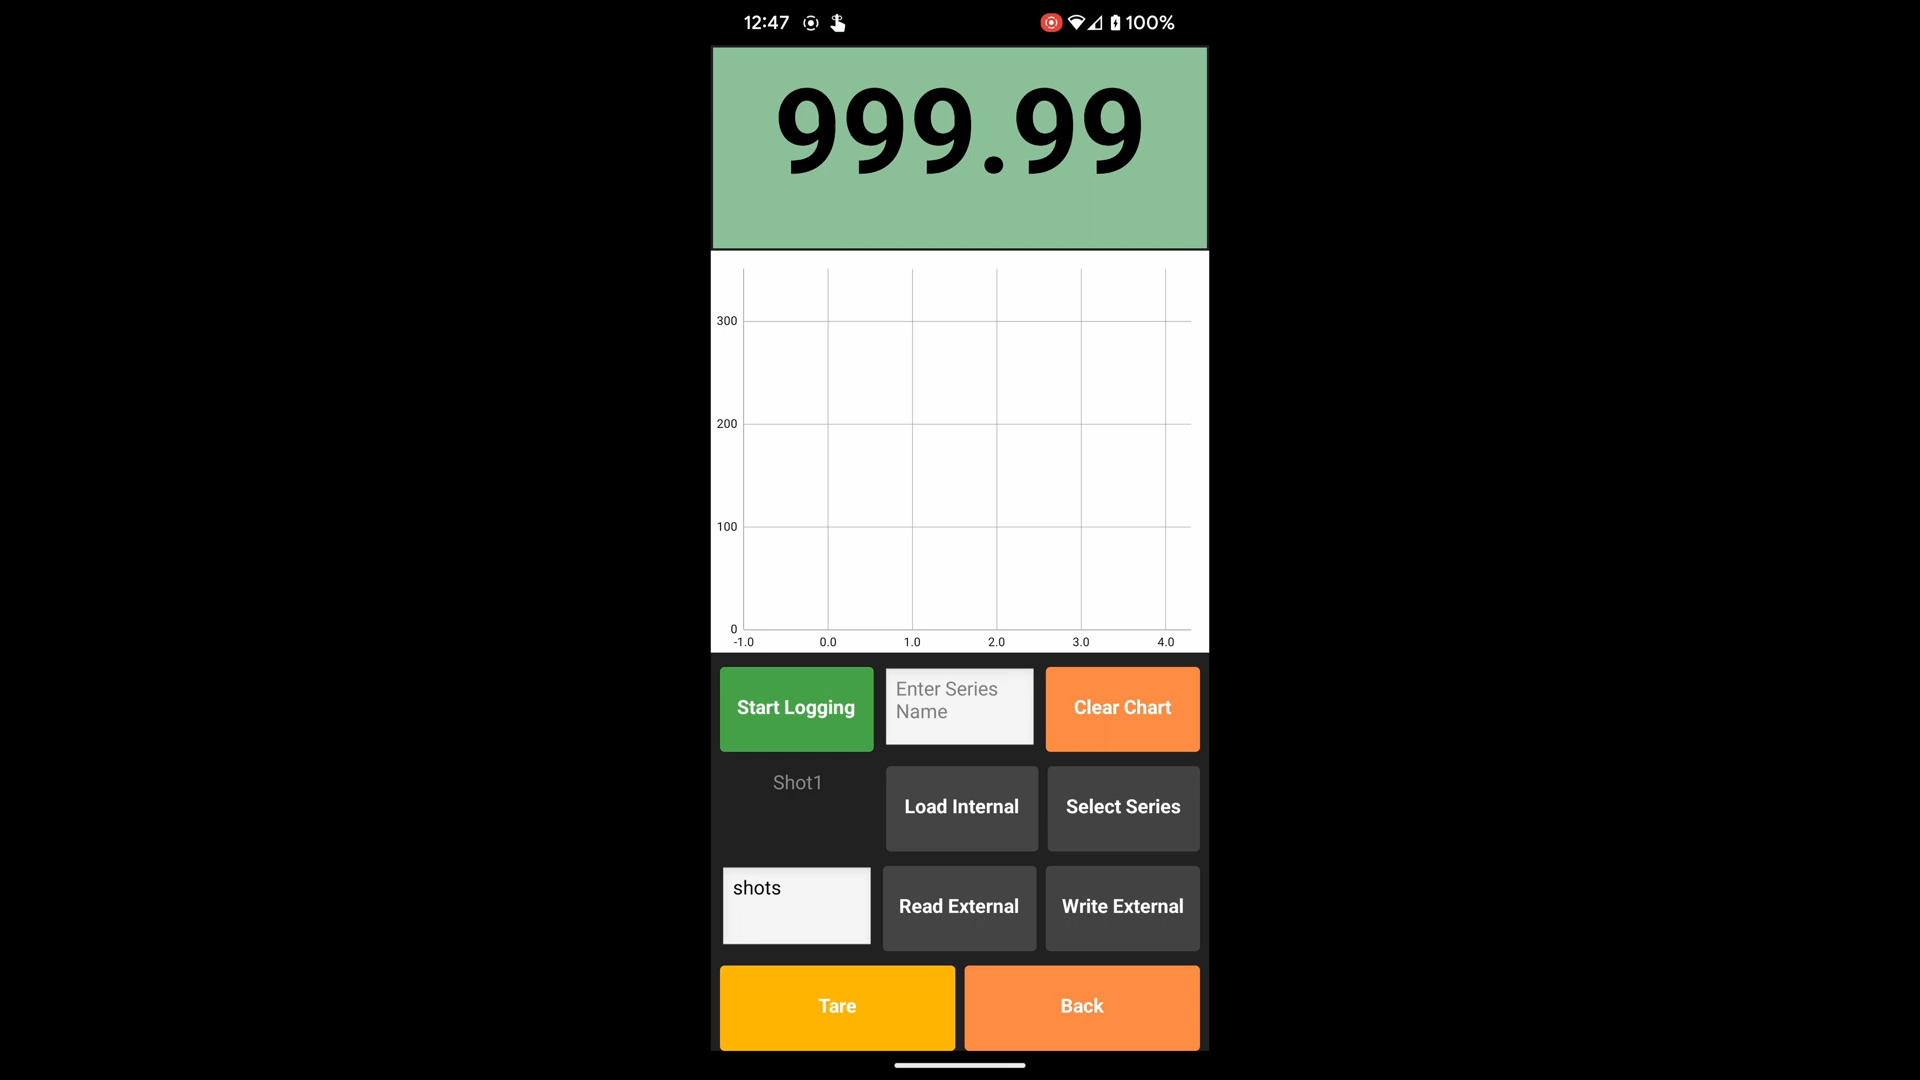 12:47
100%
999.99
300
200
100
0
-1.0 0.0 1.0 2.0 3.0 4.0
Start Logging
Enter Series
Name
Clear Chart
Shot1
Load Internal
Select Series
shots
Read External
Write External
Tare
Back